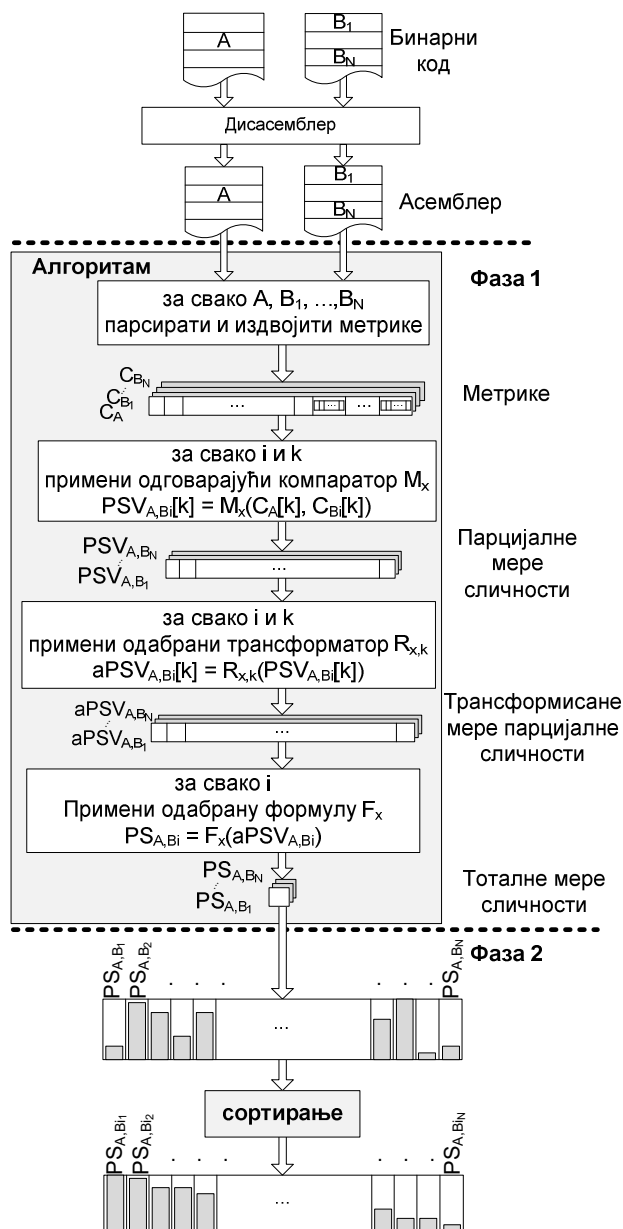 A
B1
BN
Бинарни
код
Дисасемблер
A
B1
BN
Асемблер
Алгоритам
Фаза 1
за свако A, B1, ...,BN
парсирати и издвојити метрике
CBN
CB1
CA
...
...
...
...
Метрике
за свако i и k
примени одговарајући компаратор Mx
PSVA,Bi[k] = Mx(CA[k], CBi[k])
PSVA,BN
PSVA,B1
...
Парцијалне
мере
сличности
за свако i и k
примени одабрани трансформатор Rx,k
aPSVA,Bi[k] = Rx,k(PSVA,Bi[k])
aPSVA,BN
aPSVA,B1
...
Трансформисане
мере парцијалне
сличности
за свако i
Примени одабрану формулу Fx
PSA,Bi = Fx(aPSVA,Bi)
PSA,BN
PSA,B1
Тоталне мере
сличности
Фаза 2
PSA,B1
PSA,B2
. . .
. . .
PSA,BN
...
сортирање
PSA,Bi1
PSA,Bi2
. . .
. . .
PSA,BiN
...